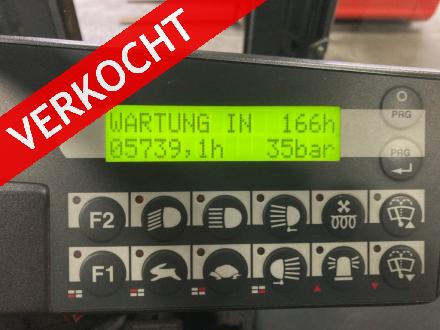 VERKOCHT
WARTUNG IN 166h
05739,1h 35bar
PRG
PRG
F2
F1